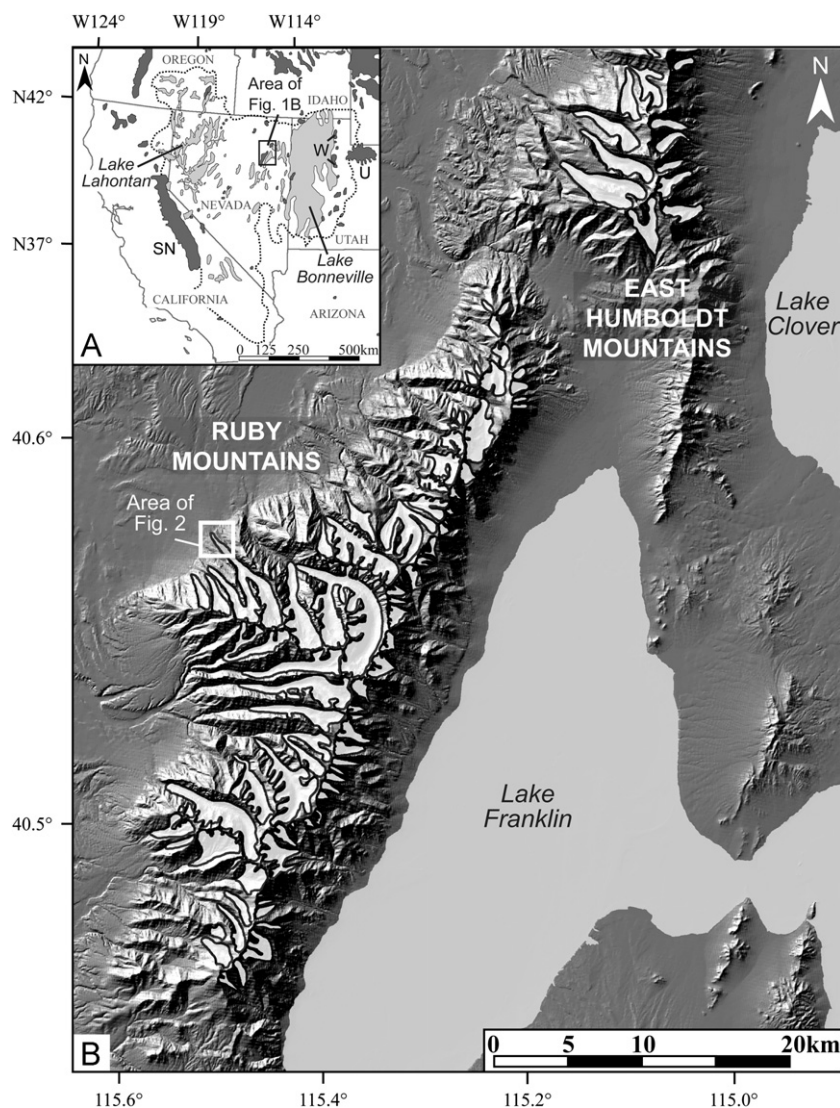 W124°
W119°
W114°
N42°
N37°
N
OREGON
Area of
Fig. 1B
IDAHO
Lake
Lahontan
W
U
NEVADA
SN
UTAH
Lake
Bonneville
CALIFORNIA
ARIZONA
A
0 125 250 500km
N
EAST
HUMBOLDT
MOUNTAINS
Lake
Clover
40.6°
RUBY
MOUNTAINS
Area of
Fig. 2
Lake
Franklin
40.5°
B
0 5 10 20km
115.6°
115.4°
115.2°
115.0°